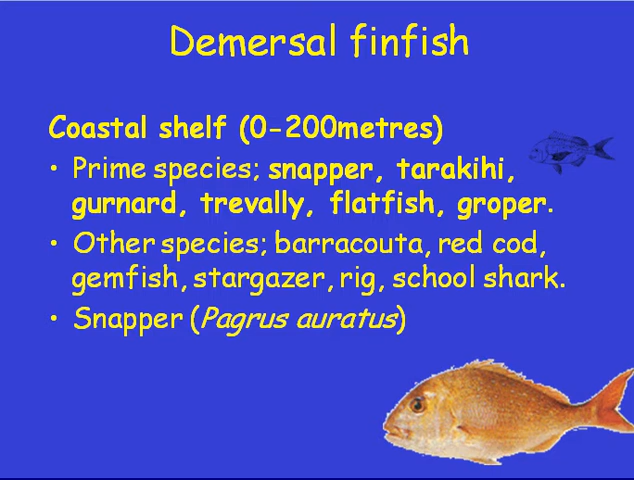 Demersal finfish
Coastal shelf (0-200metres)
• Prime species; snapper, tarakihi,
gurnard, trevally, flatfish, groper.
• Other species; barracouta, red cod,
gemfish, stargazer, rig, school shark.
• Snapper (Pagrus auratus)